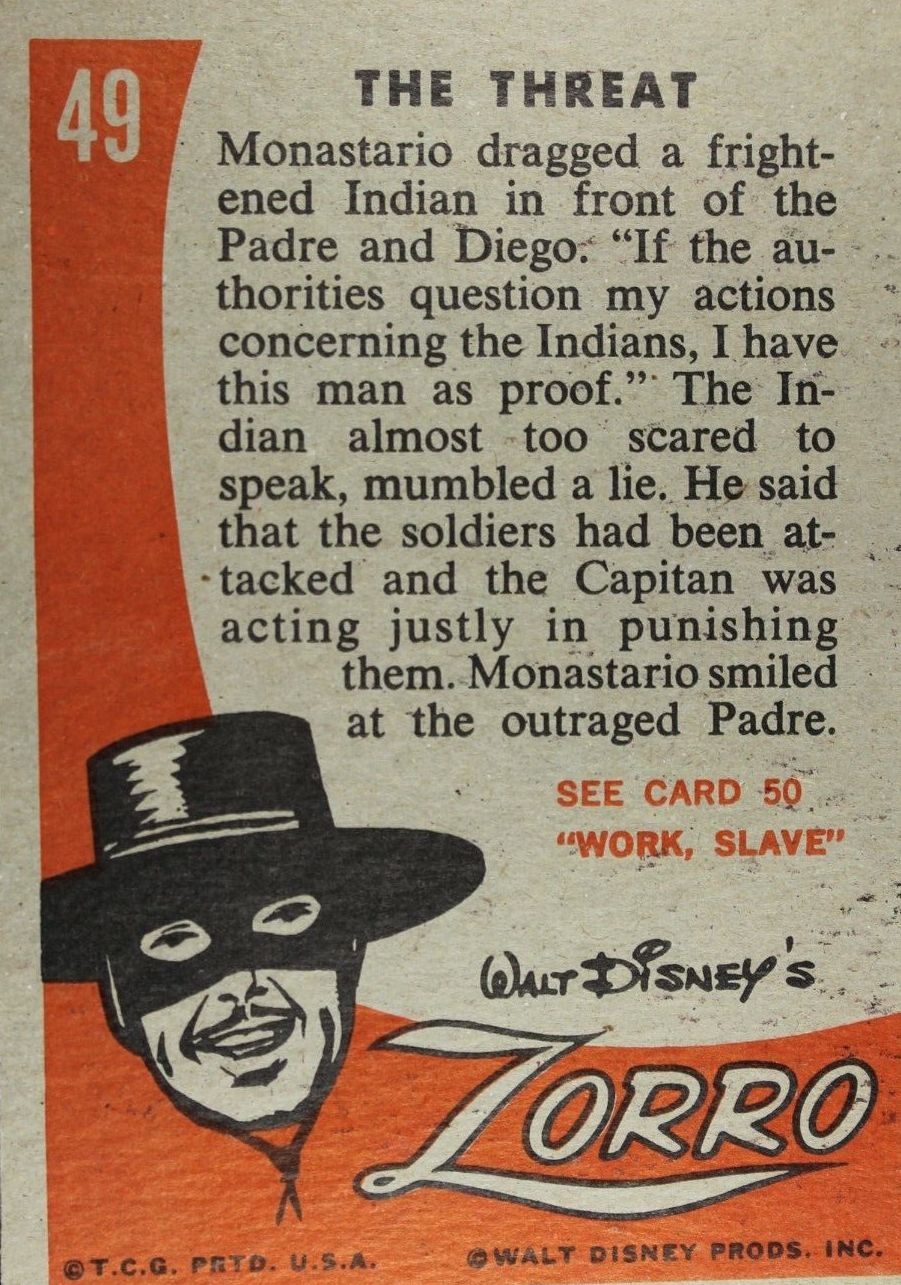 49
THE THREAT
Monastario dragged a fright-
ened Indian in front of the
Padre and Diego. “If the au-
thorities question my actions
concerning the Indians, I have
this man as proof.” The In-
dian almost too scared to
speak, mumbled a lie. He said
that the soldiers had been at-
tacked and the Capitan was
acting justly in punishing
them. Monastario smiled
at the outraged Padre.
SEE CARD 50
“WORK, SLAVE”
WALT DISNEY'S
ZORRO
©T.C.G. PRTD. U.S.A.
©WALT DISNEY PRODS. INC.